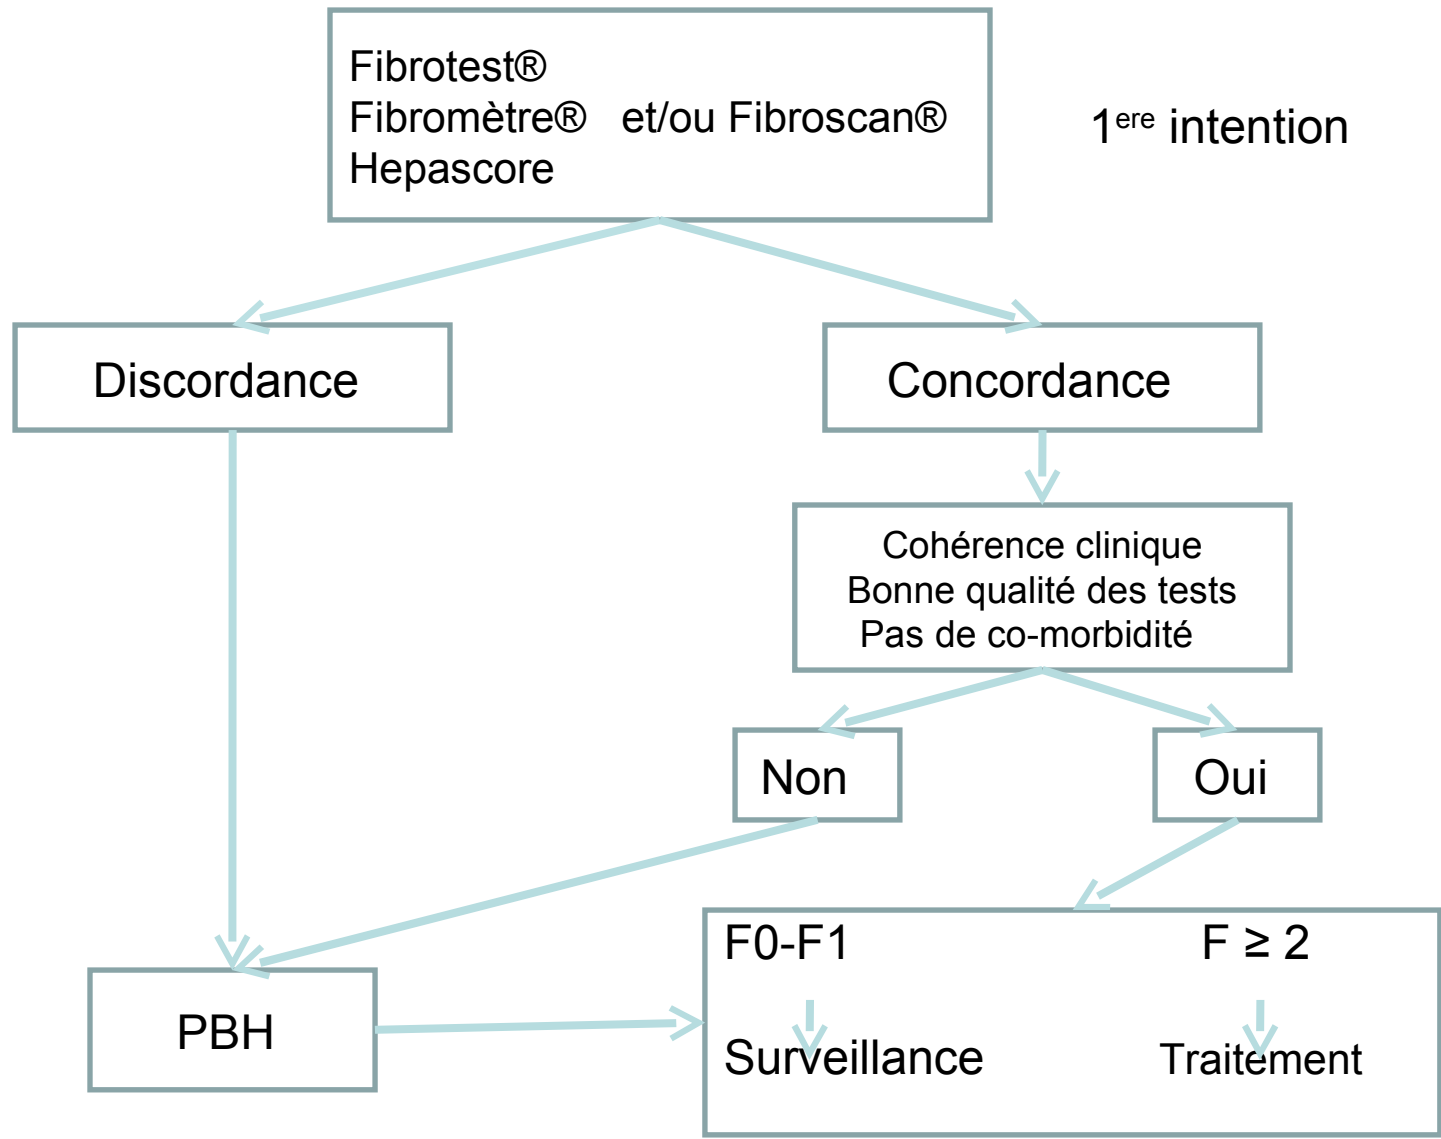 Fibrotest®
Fibromètre® et/ou Fibroscan®
Hepascore
1ere intention
Discordance
Concordance
Cohérence clinique
Bonne qualité des tests
Pas de co-morbidité
Non
Oui
F0-F1
F ≥ 2
PBH
Surveillance
Traitement